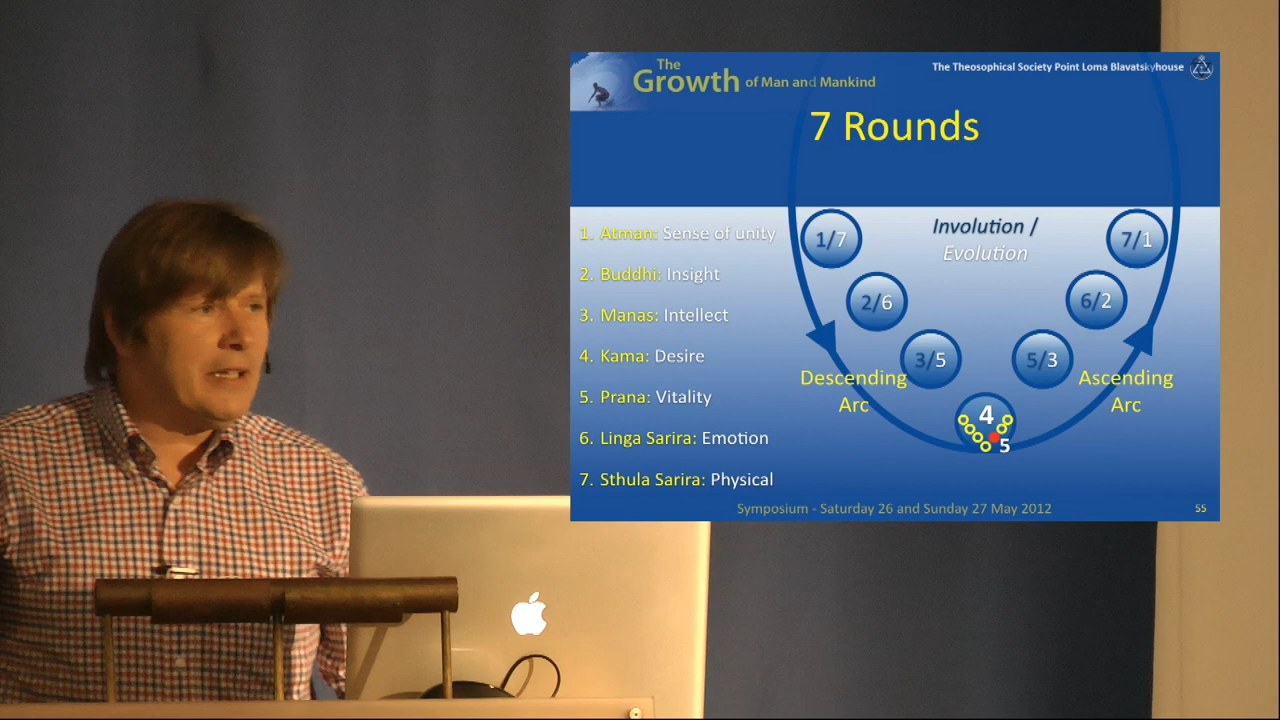 The
Growth of Man and Mankind
The Theosophical Society Point Loma Blavatskyhouse
7 Rounds
1. Atman: Sense of unity
2. Buddhi: Insight
3. Manas: Intellect
4. Kama: Desire
5. Prana: Vitality
6. Linga Sarira: Emotion
7. Sthula Sarira: Physical
Involution /
Evolution
1/7
7/1
2/6
6/2
3/5
5/3
Descending
Arc
Ascending
Arc
4
5
Symposium - Saturday 26 and Sunday 27 May 2012
55